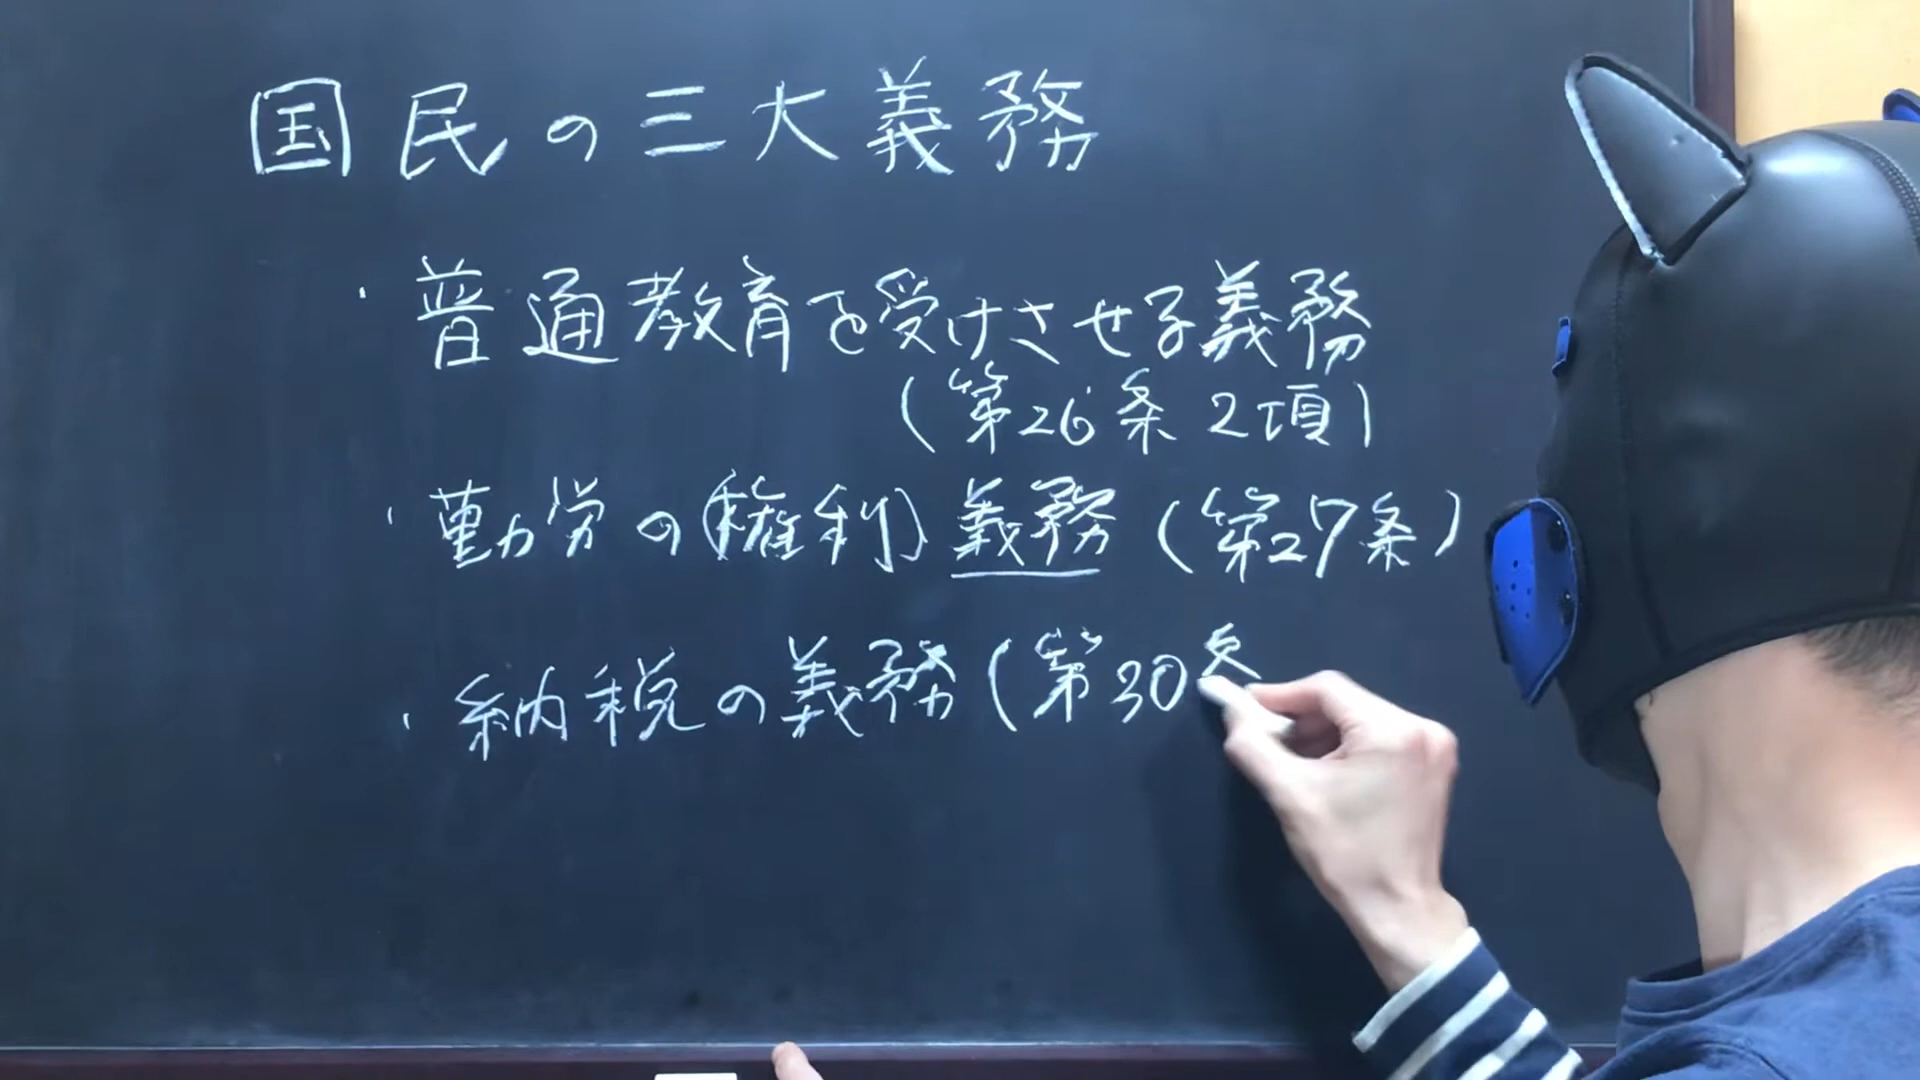 国民の三大義務
・普通教育を受けさせる義務
(第26条2項)
・勤労の(権利)義務(第27条)
・納税の義務(第30条